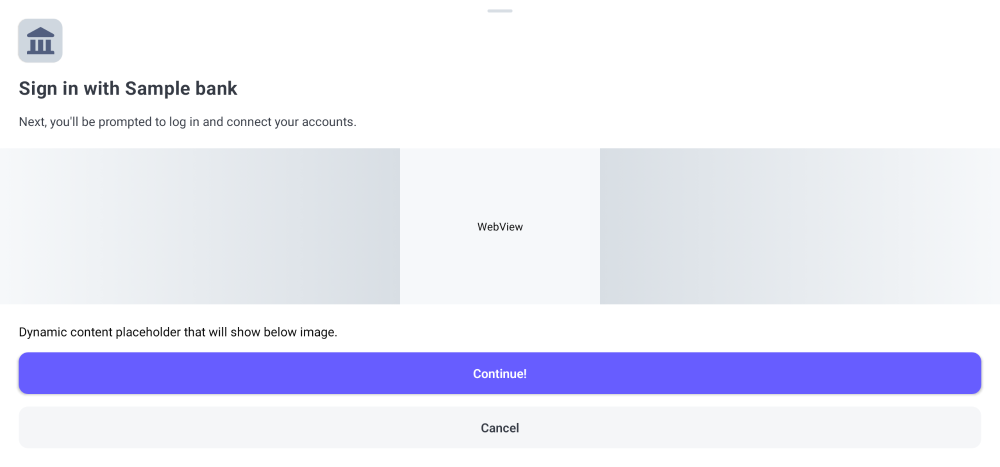 Sign in with Sample bank
Next, you'll be prompted to log in and connect your accounts.
WebView
Dynamic content placeholder that will show below image.
Continue!
Cancel